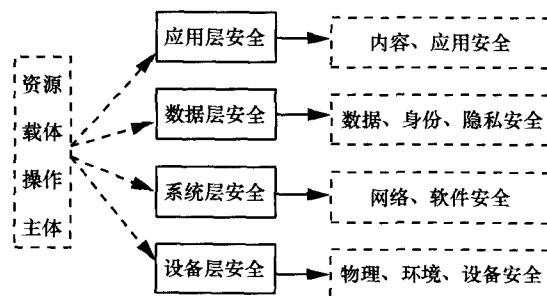 资源
载体
操作
主体
应用层安全
内容、应用安全
数据层安全
数据、身份、隐私安全
系统层安全
网络、软件安全
设备层安全
物理、环境、设备安全